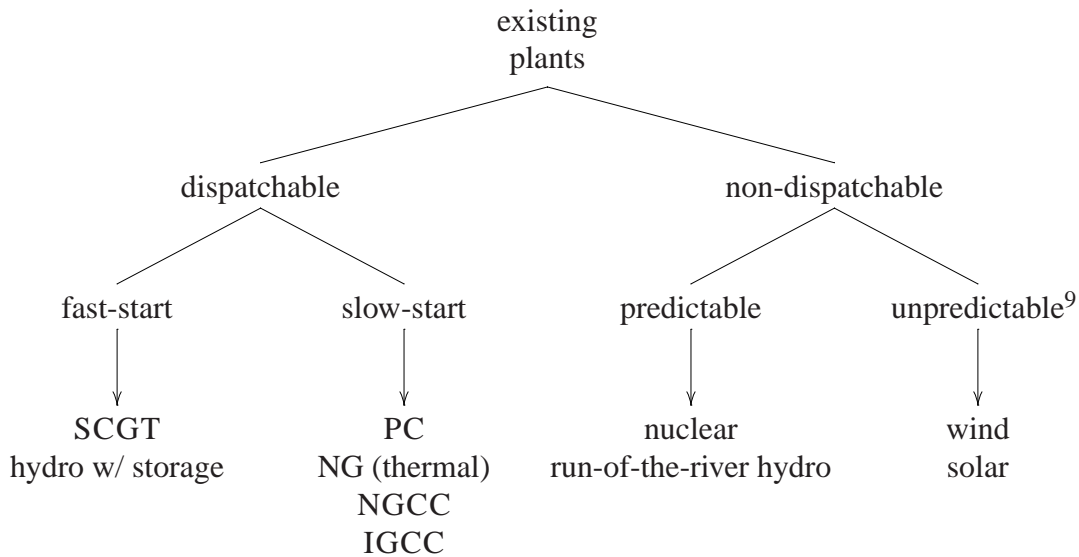 existing
plants
dispatchable
non-dispatchable
fast-start
slow-start
predictable
unpredictable9
SCGT
hydro w/ storage
PC
NG (thermal)
NGCC
IGCC
nuclear
run-of-the-river hydro
wind
solar